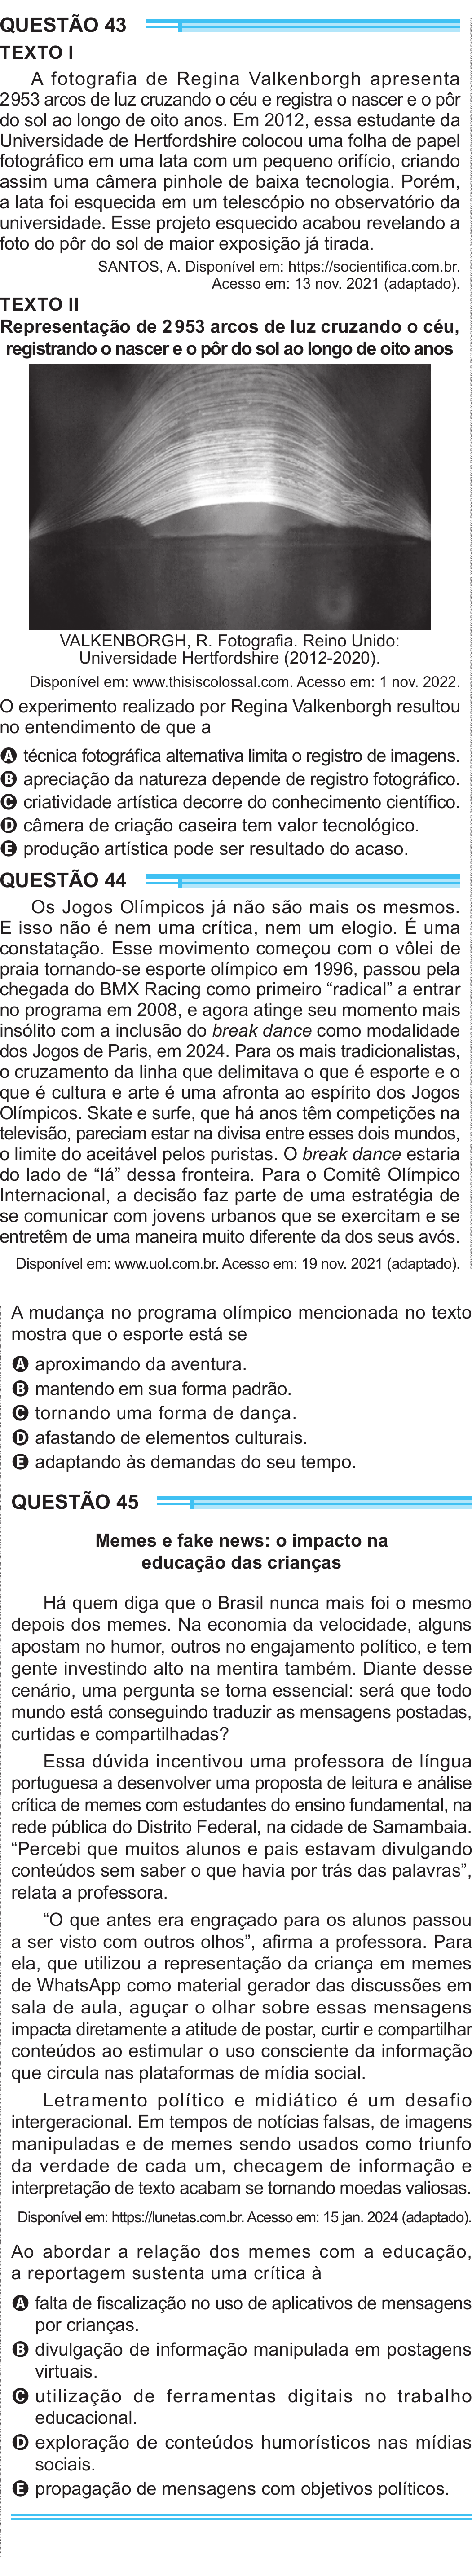 QUESTÃO 43
TEXTO I
A fotografia de Regina Valkenborgh apresenta
2 953 arcos de luz cruzando o céu e registra o nascer e o pôr
do sol ao longo de oito anos. Em 2012, essa estudante da
Universidade de Hertfordshire colocou uma folha de papel
fotográfico em uma lata com um pequeno orifício, criando
assim uma câmera pinhole de baixa tecnologia. Porém,
a lata foi esquecida em um telescópio no observatório da
universidade. Esse projeto esquecido acabou revelando a
foto do pôr do sol de maior exposição já tirada.
SANTOS, A. Disponível em: https://socientifica.com.br.
Acesso em: 13 nov. 2021 (adaptado).
TEXTO II
Representação de 2 953 arcos de luz cruzando o céu,
registrando o nascer e o pôr do sol ao longo de oito anos
VALKENBORGH, R. Fotografia. Reino Unido:
Universidade Hertfordshire (2012-2020).
Disponível em: www.thisiscolossal.com. Acesso em: 1 nov. 2022.
O experimento realizado por Regina Valkenborgh resultou
no entendimento de que a
A técnica fotográfica alternativa limita o registro de imagens.
B apreciação da natureza depende de registro fotográfico.
C criatividade artística decorre do conhecimento científico.
D câmera de criação caseira tem valor tecnológico.
E produção artística pode ser resultado do acaso.
QUESTÃO 44
Os Jogos Olímpicos já não são mais os mesmos.
E isso não é nem uma crítica, nem um elogio. É uma
constatação. Esse movimento começou com o vôlei de
praia tornando-se esporte olímpico em 1996, passou pela
chegada do BMX Racing como primeiro “radical” a entrar
no programa em 2008, e agora atinge seu momento mais
insólito com a inclusão do break dance como modalidade
dos Jogos de Paris, em 2024. Para os mais tradicionalistas,
o cruzamento da linha que delimitava o que é esporte e o
que é cultura e arte é uma afronta ao espírito dos Jogos
Olímpicos. Skate e surfe, que há anos têm competições na
televisão, pareciam estar na divisa entre esses dois mundos,
o limite do aceitável pelos puristas. O break dance estaria
do lado de “lá” dessa fronteira. Para o Comitê Olímpico
Internacional, a decisão faz parte de uma estratégia de
se comunicar com jovens urbanos que se exercitam e se
entretêm de uma maneira muito diferente da dos seus avós.
Disponível em: www.uol.com.br. Acesso em: 19 nov. 2021 (adaptado).
A mudança no programa olímpico mencionada no texto
mostra que o esporte está se
A aproximando da aventura.
B mantendo em sua forma padrão.
C tornando uma forma de dança.
D afastando de elementos culturais.
E adaptando às demandas do seu tempo.
QUESTÃO 45
Memes e fake news: o impacto na
educação das crianças
Há quem diga que o Brasil nunca mais foi o mesmo
depois dos memes. Na economia da velocidade, alguns
apostam no humor, outros no engajamento político, e tem
gente investindo alto na mentira também. Diante desse
cenário, uma pergunta se torna essencial: será que todo
mundo está conseguindo traduzir as mensagens postadas,
curtidas e compartilhadas?
Essa dúvida incentivou uma professora de língua
portuguesa a desenvolver uma proposta de leitura e análise
crítica de memes com estudantes do ensino fundamental, na
rede pública do Distrito Federal, na cidade de Samambaia.
“Percebi que muitos alunos e pais estavam divulgando
conteúdos sem saber o que havia por trás das palavras”,
relata a professora.
“O que antes era engraçado para os alunos passou
a ser visto com outros olhos”, afirma a professora. Para
ela, que utilizou a representação da criança em memes
de WhatsApp como material gerador das discussões em
sala de aula, aguçar o olhar sobre essas mensagens
impacta diretamente a atitude de postar, curtir e compartilhar
conteúdos ao estimular o uso consciente da informação
que circula nas plataformas de mídia social.
Letramento político e midiático é um desafio
intergeracional. Em tempos de notícias falsas, de imagens
manipuladas e de memes sendo usados como triunfo
da verdade de cada um, checagem de informação e
interpretação de texto acabam se tornando moedas valiosas.
Disponível em: https://lunetas.com.br. Acesso em: 15 jan. 2024 (adaptado).
Ao abordar a relação dos memes com a educação,
a reportagem sustenta uma crítica à
A falta de fiscalização no uso de aplicativos de mensagens
por crianças.
B divulgação de informação manipulada em postagens
virtuais.
C utilização de ferramentas digitais no trabalho
educacional.
D exploração de conteúdos humorísticos nas mídias
sociais.
E propagação de mensagens com objetivos políticos.